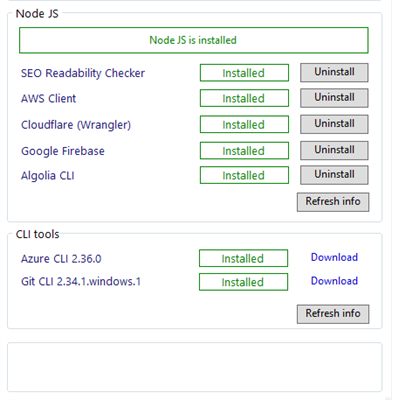 Node JS
Node JS is installed
SEO Readability Checker Installed Uninstall
AWS Client Installed Uninstall
Cloudflare (Wrangler) Installed Uninstall
Google Firebase Installed Uninstall
Algolia CLI Installed Uninstall
Refresh info
CLI tools
Azure CLI 2.36.0 Installed Download
Git CLI 2.34.1.windows.1 Installed Download
Refresh info